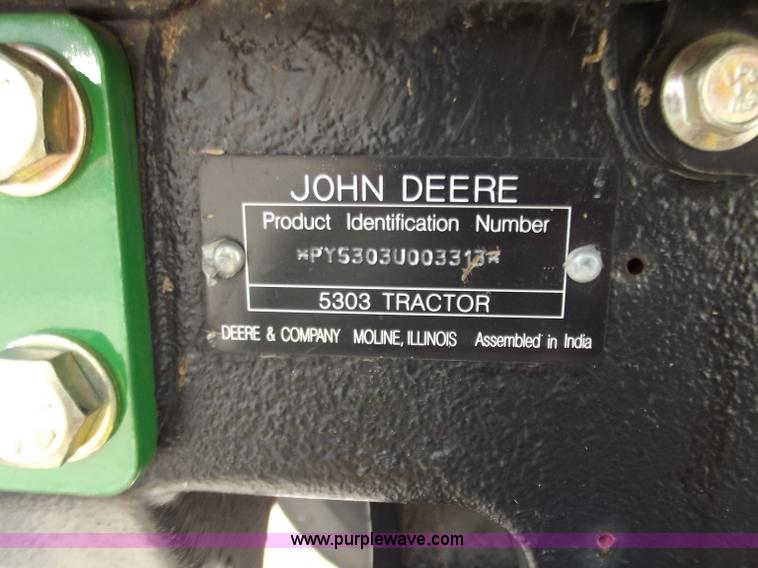 JOHN DEERE
Product Identification Number
*PY5303U003313*
5303 TRACTOR
DEERE & COMPANY MOLINE, ILLINOIS Assembled in India
www.purplewave.com